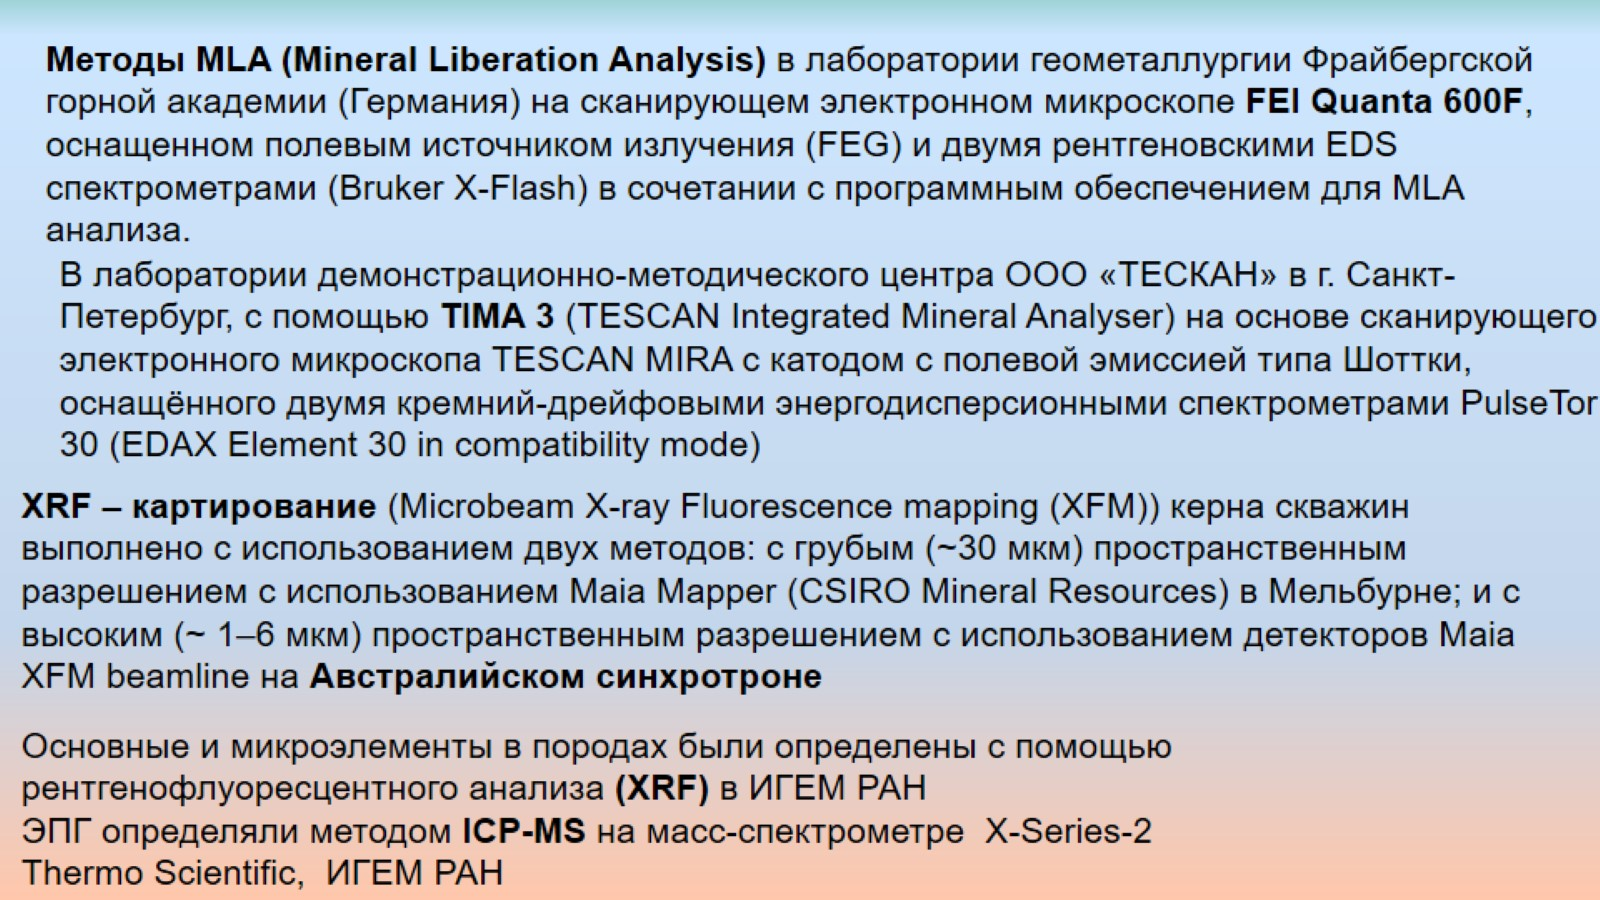 Методы MLA (Mineral Liberation Analysis) в лаборатории геометаллургии Фрайбергской
горной академии (Германия) на сканирующем электронном микроскопе FEI Quanta 600F,
оснащенном полевым источником излучения (FEG) и двумя рентгеновскими EDS
спектрометрами (Bruker X-Flash) в сочетании с программным обеспечением для MLA
анализа.
В лаборатории демонстрационно-методического центра ООО «ТЕСКАН» в г. Санкт-
Петербург, с помощью TIMA 3 (TESCAN Integrated Mineral Analyser) на основе сканирующего
электронного микроскопа TESCAN MIRA с катодом с полевой эмиссией типа Шоттки,
оснащённого двумя кремний-дрейфовыми энергодисперсионными спектрометрами PulseTor
30 (EDAX Element 30 in compatibility mode)
XRF – картирование (Microbeam X-ray Fluorescence mapping (XFM)) керна скважин
выполнено с использованием двух методов: с грубым (~30 мкм) пространственным
разрешением с использованием Maia Mapper (CSIRO Mineral Resources) в Мельбурне; и с
высоким (~ 1–6 мкм) пространственным разрешением с использованием детекторов Maia
XFM beamline на Австралийском синхротроне
Основные и микроэлементы в породах были определены с помощью
рентгенофлуоресцентного анализа (XRF) в ИГЕМ РАН
ЭПГ определяли методом ICP-MS на масс-спектрометре  X-Series-2
Thermo Scientific,  ИГЕМ РАН